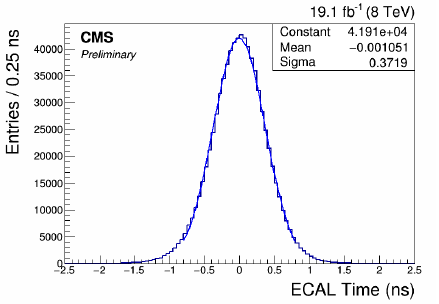 19.1 fb⁻¹ (8 TeV)
CMS
Preliminary
Constant 4.191e+04
Mean -0.001051
Sigma 0.3719
Entries / 0.25 ns
40000
35000
30000
25000
20000
15000
10000
5000
0
-2.5 -2 -1.5 -1 -0.5 0 0.5 1 1.5 2 2.5
ECAL Time (ns)